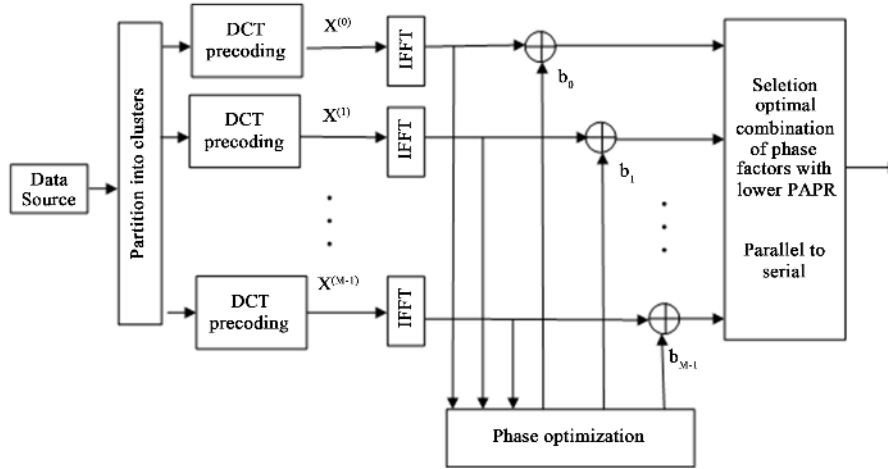 Data
Source
Partition into clusters
DCT
precoding
X(0)
IFFT
b0
DCT
precoding
X(1)
IFFT
b1
DCT
precoding
X(M-1)
IFFT
bM-1
Phase optimization
Seletion
optimal
combination
of phase
factors with
lower PAPR
Parallel to
serial